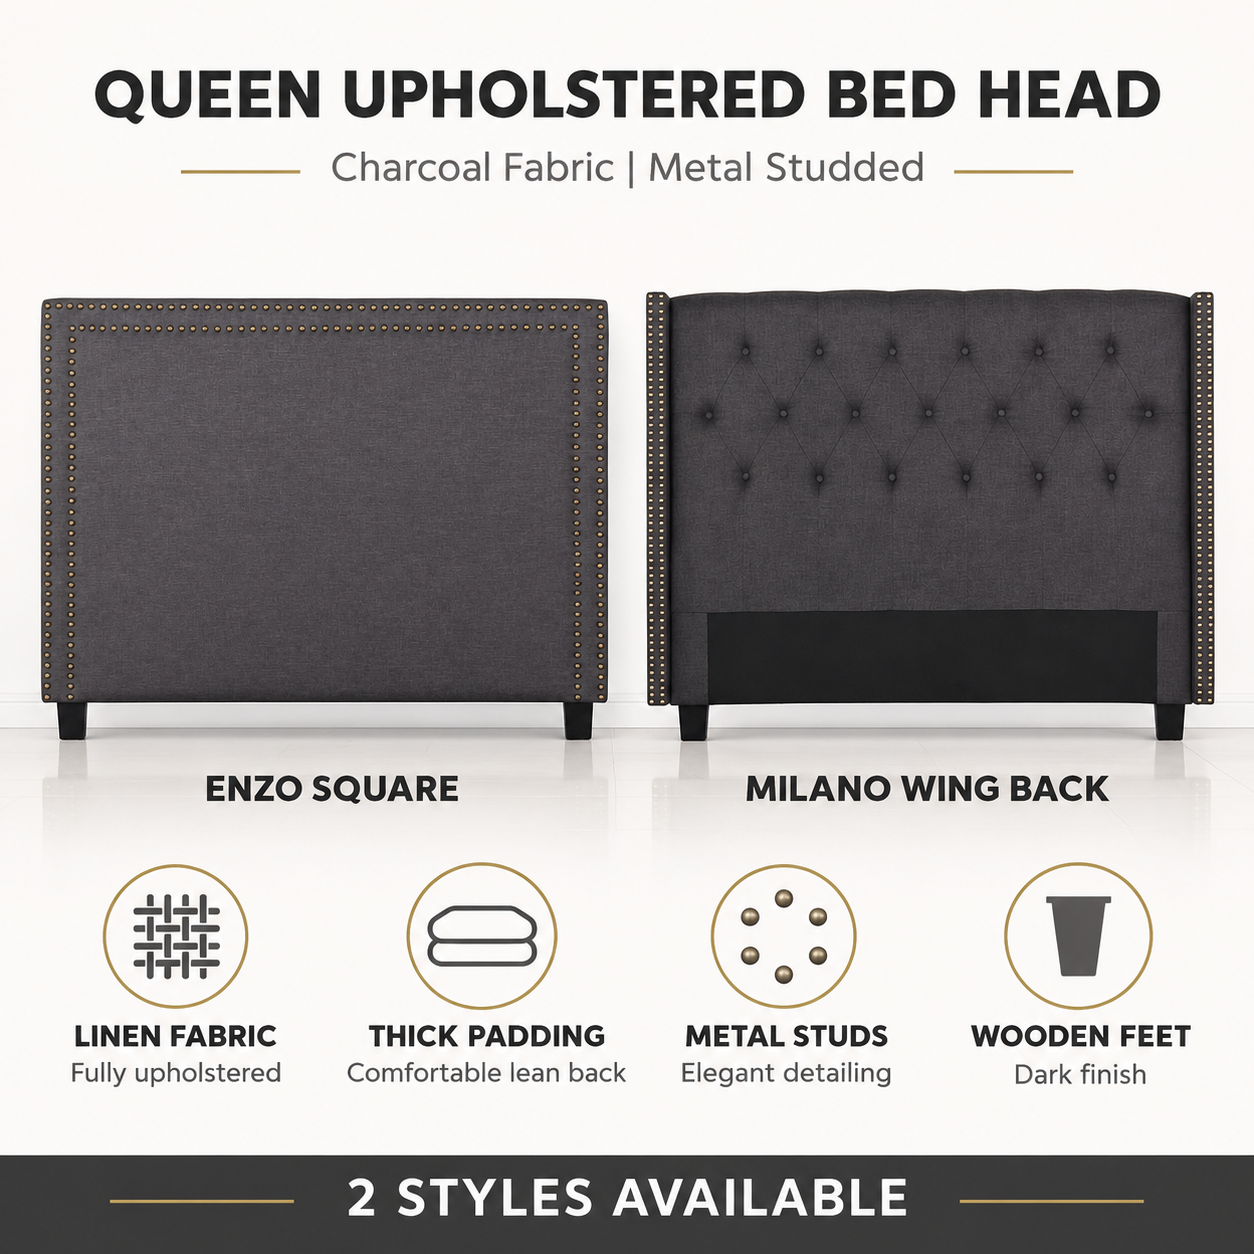 QUEEN UPHOLSTERED BED HEAD
Charcoal Fabric | Metal Studded
ENZO SQUARE
MILANO WING BACK
LINEN FABRIC
Fully upholstered
THICK PADDING
Comfortable lean back
METAL STUDS
Elegant detailing
WOODEN FEET
Dark finish
2 STYLES AVAILABLE